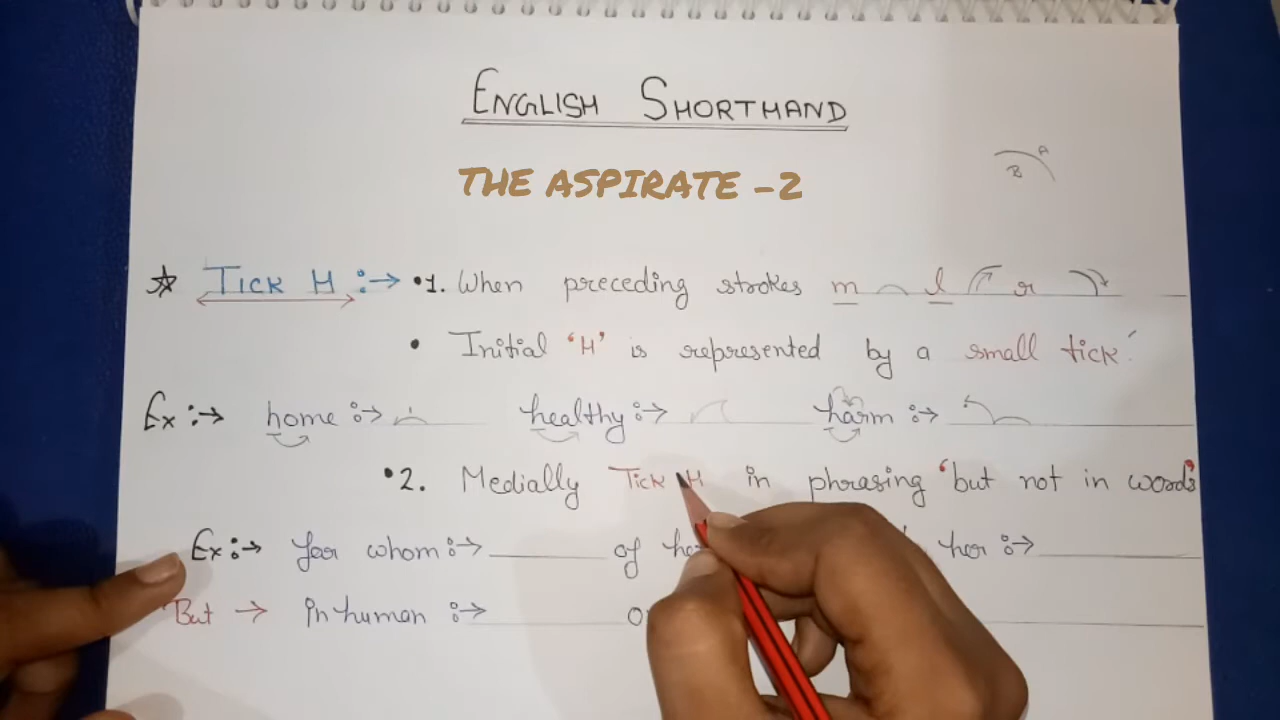 ENGLISH SHORTHAND
THE ASPIRATE -2
A
B
☆ TICK H :→ •1. When preceding strokes m l r
• Initial 'H' is represented by a small tick.
Ex :→ home :→ healthy :→ harm :→
•2. Medially Tick H in phrasing 'but not in words'
Ex :→ for whom :→ of her :→
But → inhuman :→